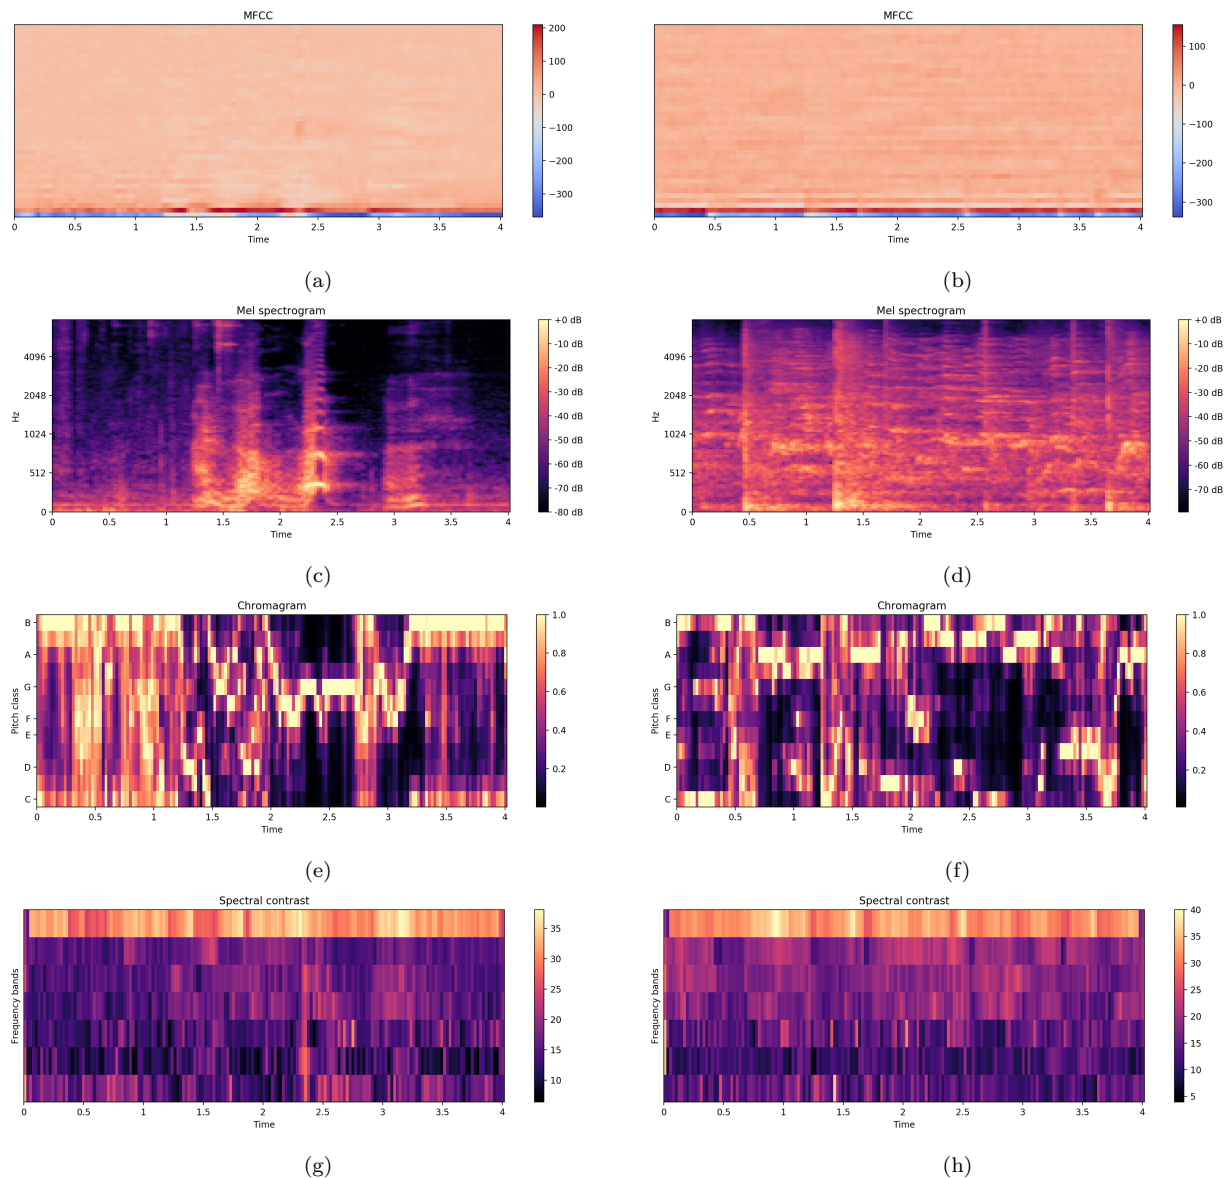 MFCC
200
100
0
−100
−200
−300
0 0.5 1 1.5 2 2.5 3 3.5 4
Time
(a)
MFCC
100
0
−100
−200
−300
0 0.5 1 1.5 2 2.5 3 3.5 4
Time
(b)
Mel spectrogram
Hz
4096
2048
1024
512
0
+0 dB
-10 dB
-20 dB
-30 dB
-40 dB
-50 dB
-60 dB
-70 dB
-80 dB
0 0.5 1 1.5 2 2.5 3 3.5 4
Time
(c)
Mel spectrogram
Hz
4096
2048
1024
512
0
+0 dB
-10 dB
-20 dB
-30 dB
-40 dB
-50 dB
-60 dB
-70 dB
0 0.5 1 1.5 2 2.5 3 3.5 4
Time
(d)
Chromagram
Pitch class
B
A
G
F
E
D
C
1.0
0.8
0.6
0.4
0.2
0 0.5 1 1.5 2 2.5 3 3.5 4
Time
(e)
Chromagram
Pitch class
B
A
G
F
E
D
C
1.0
0.8
0.6
0.4
0.2
0 0.5 1 1.5 2 2.5 3 3.5 4
Time
(f)
Spectral contrast
Frequency bands
35
30
25
20
15
10
0 0.5 1 1.5 2 2.5 3 3.5 4
Time
(g)
Spectral contrast
Frequency bands
40
35
30
25
20
15
10
5
0 0.5 1 1.5 2 2.5 3 3.5 4
Time
(h)